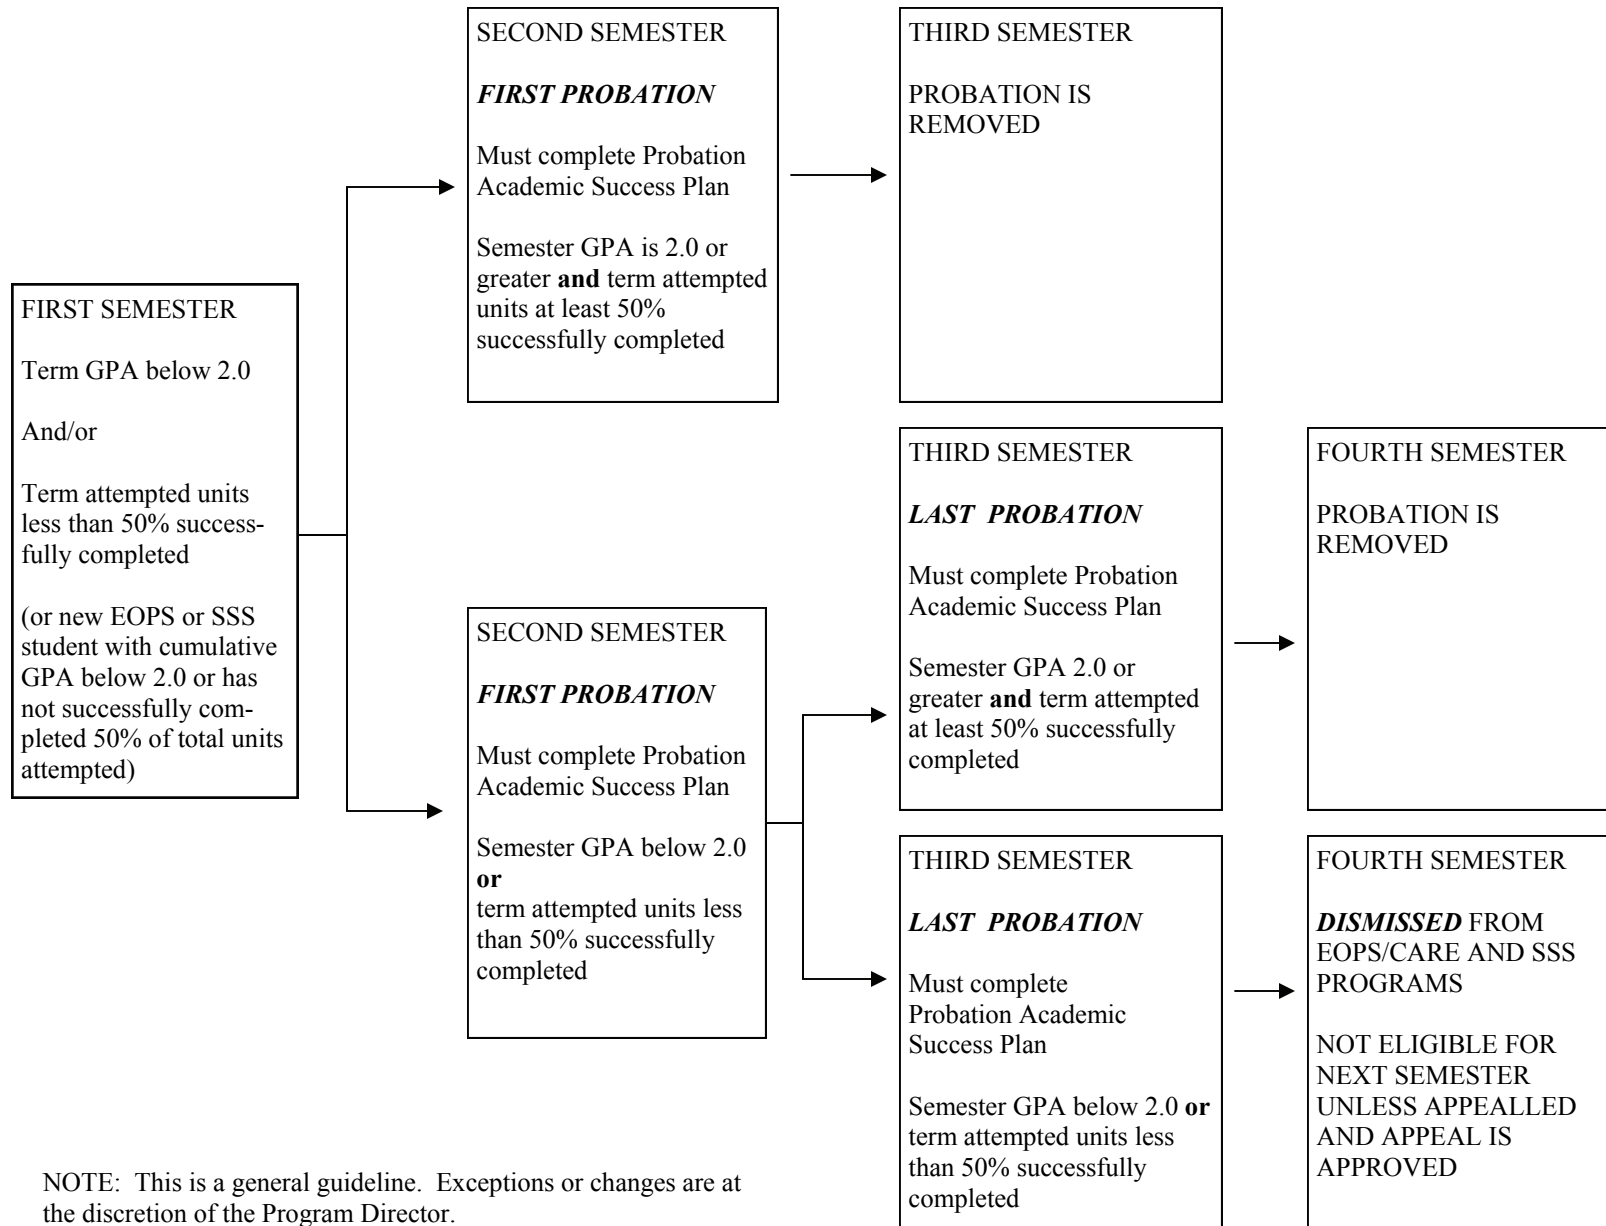 FIRST SEMESTER
Term GPA below 2.0
And/or
Term attempted units
less than 50% success-
fully completed
(or new EOPS or SSS
student with cumulative
GPA below 2.0 or has
not successfully com-
pleted 50% of total units
attempted)
SECOND SEMESTER
FIRST PROBATION
Must complete Probation
Academic Success Plan
Semester GPA is 2.0 or
greater and term attempted
units at least 50%
successfully completed
THIRD SEMESTER
PROBATION IS
REMOVED
SECOND SEMESTER
FIRST PROBATION
Must complete Probation
Academic Success Plan
Semester GPA below 2.0
or
term attempted units less
than 50% successfully
completed
THIRD SEMESTER
LAST PROBATION
Must complete Probation
Academic Success Plan
Semester GPA 2.0 or
greater and term attempted
at least 50% successfully
completed
FOURTH SEMESTER
PROBATION IS
REMOVED
THIRD SEMESTER
LAST PROBATION
Must complete
Probation Academic
Success Plan
Semester GPA below 2.0 or
term attempted units less
than 50% successfully
completed
FOURTH SEMESTER
DISMISSED FROM
EOPS/CARE AND SSS
PROGRAMS
NOT ELIGIBLE FOR
NEXT SEMESTER
UNLESS APPEALLED
AND APPEAL IS
APPROVED
NOTE: This is a general guideline. Exceptions or changes are at
the discretion of the Program Director.